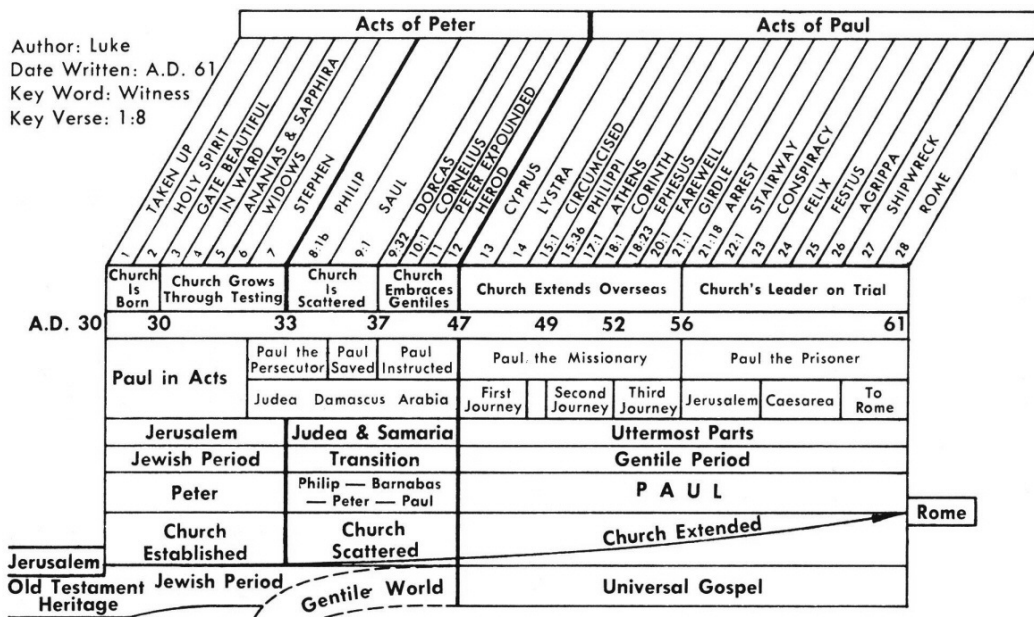 Acts of Peter
Acts of Paul
Author: Luke
Date Written: A.D. 61
Key Word: Witness
Key Verse: 1:8
TAKEN UP
HOLY SPIRIT
GATE BEAUTIFUL
IN WARD
ANANIAS & SAPPHIRA
WIDOWS
STEPHEN
PHILIP
SAUL
DORCAS
CORNELIUS
PETER EXPOUNDED
HEROD
CYPRUS
LYSTRA
CIRCUMCISED
PHILIPPI
ATHENS
CORINTH
EPHESUS
FAREWELL
GIRDLE
ARREST
STAIRWAY
CONSPIRACY
FELIX
FESTUS
AGRIPPA
SHIPWRECK
ROME
1 2 3 4 5 6 7 8:1b 9:1 9:32 10:1 11 12 13 14 15:1 15:36 17:1 18:1 18:23 20:1 21:1 21:18 22:1 23 24 25 26 27 28
Church Is Born
Church Grows Through Testing
Church Is Scattered
Church Embraces Gentiles
Church Extends Overseas
Church's Leader on Trial
A.D. 30 30 33 37 47 49 52 56 61
Paul in Acts
Paul the Persecutor
Paul Saved
Paul Instructed
Paul the Missionary
Paul the Prisoner
Judea Damascus Arabia
First Journey
Second Journey
Third Journey
Jerusalem
Caesarea
To Rome
Jerusalem
Judea & Samaria
Uttermost Parts
Jewish Period
Transition
Gentile Period
Peter
Philip — Barnabas
— Peter — Paul
PAUL
Church Established
Church Scattered
Church Extended
Rome
Jerusalem
Old Testament Heritage
Jewish Period
Gentile World
Universal Gospel